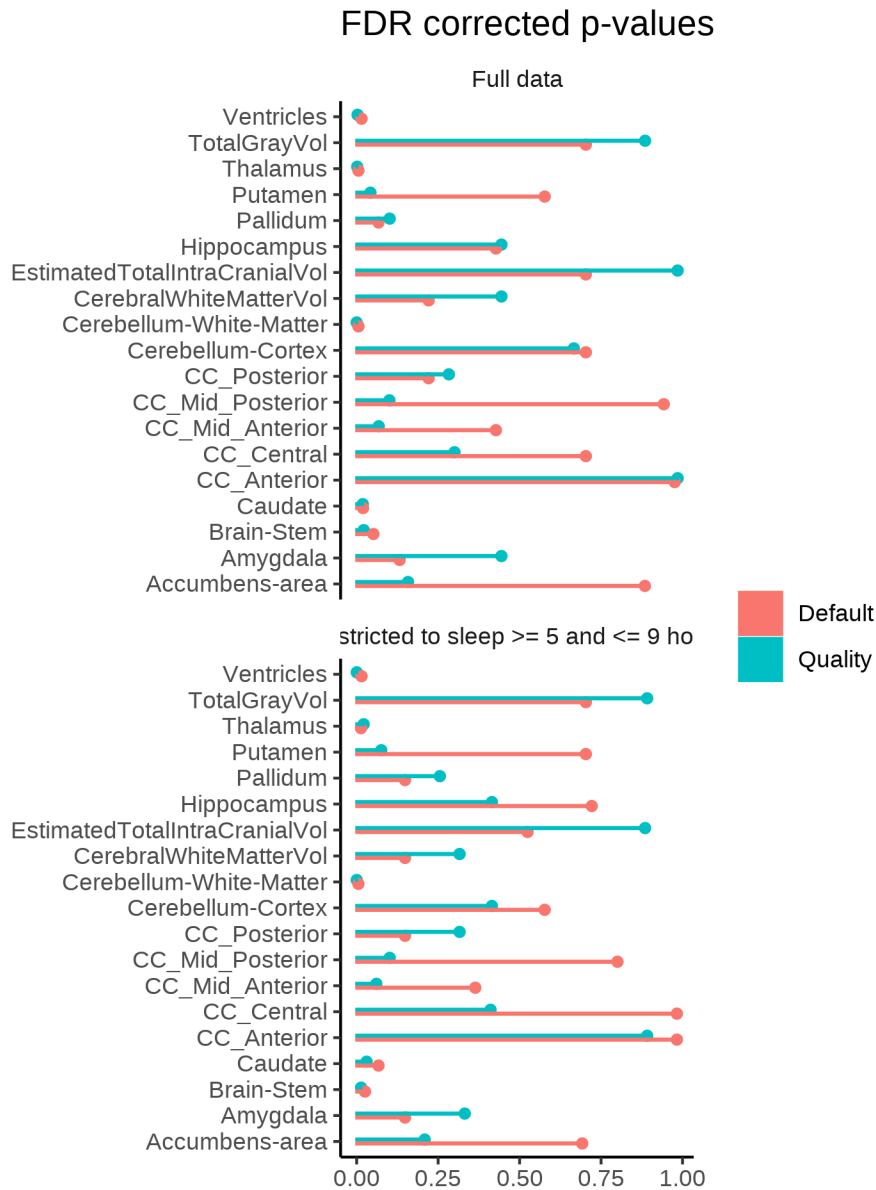 FDR corrected p-values
Full data
Ventricles
TotalGrayVol
Thalamus
Putamen
Pallidum
Hippocampus
EstimatedTotalIntraCranialVol
CerebralWhiteMatterVol
Cerebellum-White-Matter
Cerebellum-Cortex
CC_Posterior
CC_Mid_Posterior
CC_Mid_Anterior
CC_Central
CC_Anterior
Caudate
Brain-Stem
Amygdala
Accumbens-area
Default
Quality
stricted to sleep >= 5 and <= 9 ho
Ventricles
TotalGrayVol
Thalamus
Putamen
Pallidum
Hippocampus
EstimatedTotalIntraCranialVol
CerebralWhiteMatterVol
Cerebellum-White-Matter
Cerebellum-Cortex
CC_Posterior
CC_Mid_Posterior
CC_Mid_Anterior
CC_Central
CC_Anterior
Caudate
Brain-Stem
Amygdala
Accumbens-area
0.00 0.25 0.50 0.75 1.00